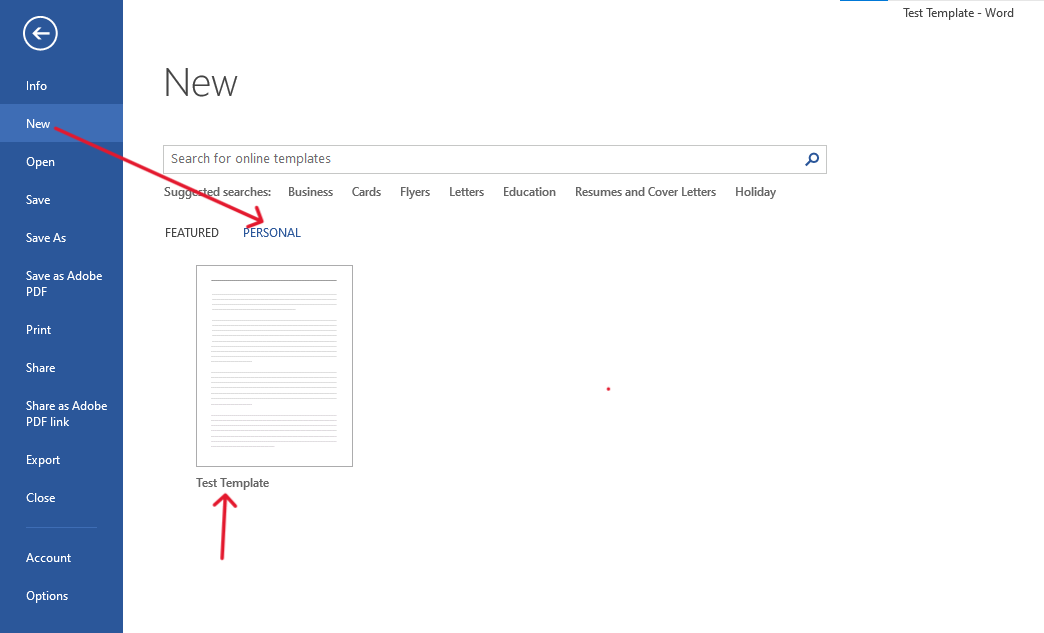 Test Template - Word
Info
New
Open
Save
Save As
Save as Adobe
PDF
Print
Share
Share as Adobe
PDF link
Export
Close
Account
Options
New
Search for online templates
Suggested searches: Business Cards Flyers Letters Education Resumes and Cover Letters Holiday
FEATURED PERSONAL
Test Template